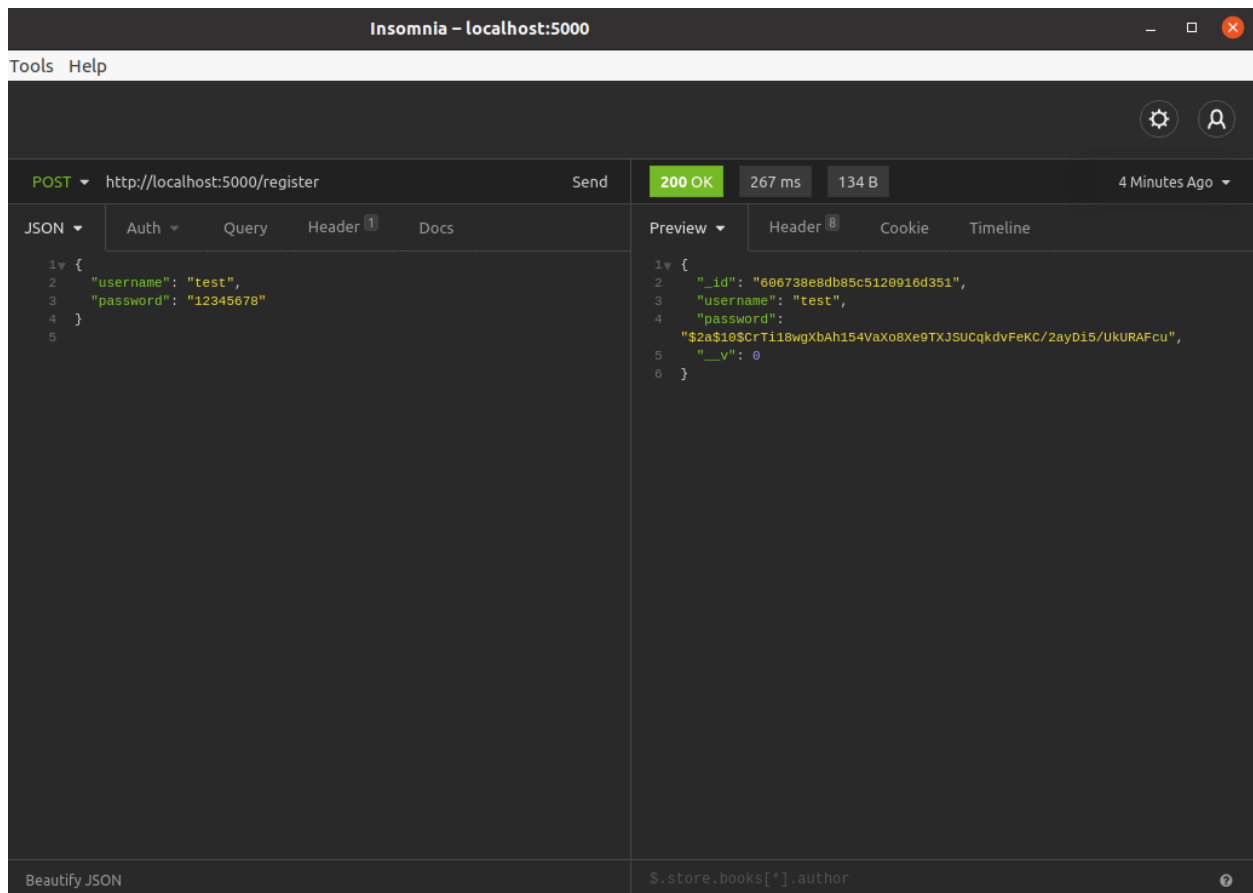 Insomnia – localhost:5000
Tools Help
POST http://localhost:5000/register Send
200 OK 267 ms 134 B 4 Minutes Ago
JSON Auth Query Header 1 Docs
Preview Header 8 Cookie Timeline
1 {
2 "username": "test",
3 "password": "12345678"
4 }
5
1 {
2 "_id": "606738e8db85c5120916d351",
3 "username": "test",
4 "password":
"$2a$10$CrTi18wgXbAh154VaXo8Xe9TXJSUCqkdvFeKC/2ayDi5/UkURAFcu",
5 "__v": 0
6 }
Beautify JSON
$.store.books[*].author